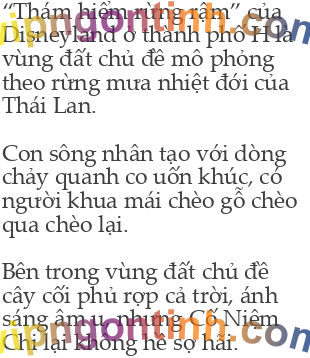 “Thám hiểm rừng rậm” của
Disneyland ở thành phố H là
vùng đất chủ đề mô phỏng
theo rừng mưa nhiệt đới của
Thái Lan.
Con sông nhân tạo với dòng
chảy quanh co uốn khúc, có
người khua mái chèo gỗ chèo
qua chèo lại.
Bên trong vùng đất chủ đề
cây cối phủ rợp cả trời, ánh
sáng âm u, nhưng Cố Niệm
Chi lại không hề sợ hãi.
vipngontinh.com
vipngontinh.com